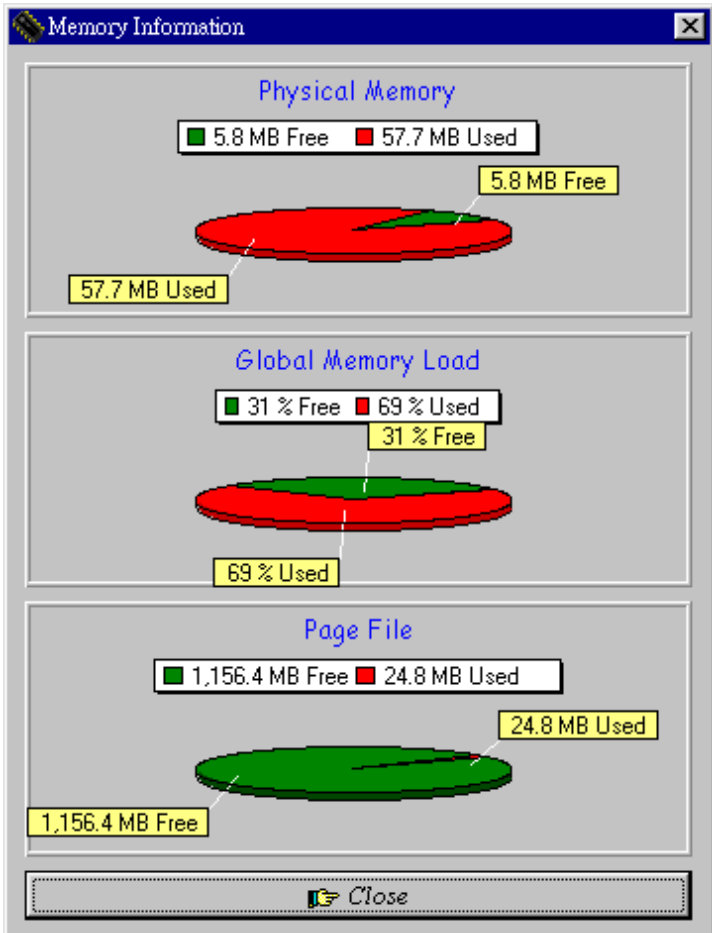 Memory Information
Physical Memory
5.8 MB Free 57.7 MB Used
5.8 MB Free
57.7 MB Used
Global Memory Load
31 % Free 69 % Used
31 % Free
69 % Used
Page File
1,156.4 MB Free 24.8 MB Used
24.8 MB Used
1,156.4 MB Free
Close